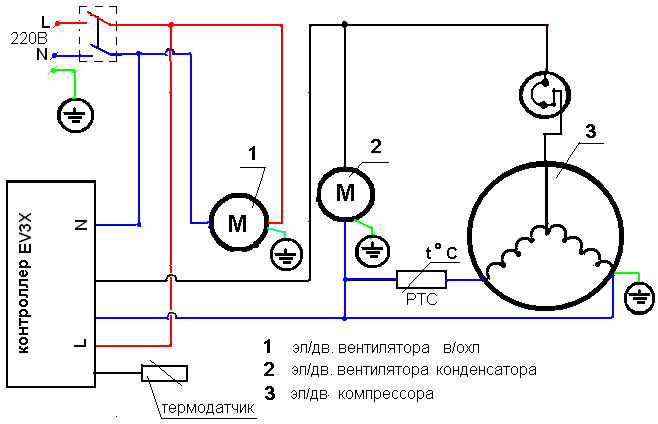 L
220В
N
1
2
3
M
M
t° C
РТС
контроллер EV3X
N
L
термодатчик
1 эл/дв. вентилятора в/охл
2 эл/дв. вентилятора конденсатора
3 эл/дв. компрессора